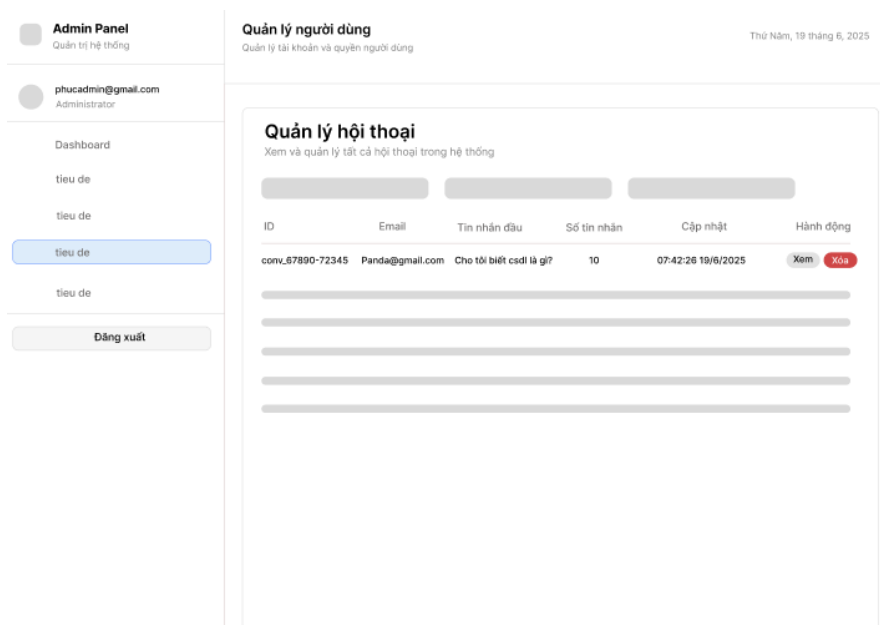 Admin Panel
Quản trị hệ thống
phucadmin@gmail.com
Administrator
Dashboard
tieu de
tieu de
tieu de
tieu de
Đăng xuất
Quản lý người dùng
Quản lý tài khoản và quyền người dùng
Thứ Năm, 19 tháng 6, 2025
Quản lý hội thoại
Xem và quản lý tất cả hội thoại trong hệ thống
ID Email Tin nhắn đầu Số tin nhắn Cập nhật Hành động
conv_67890-72345 Panda@gmail.com Cho tôi biết csdl là gì? 10 07:42:26 19/6/2025 Xem Xóa